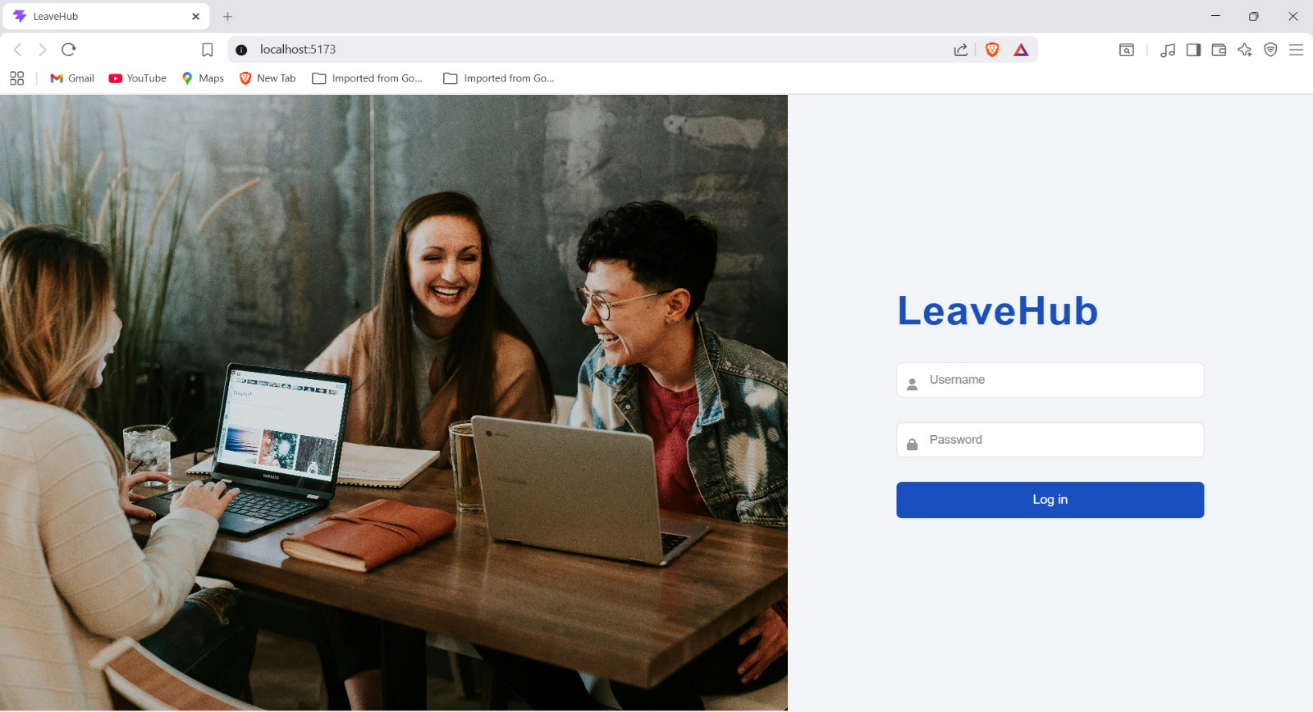 LeaveHub
localhost:5173
Gmail YouTube Maps New Tab Imported from Go... Imported from Go...
LeaveHub
Username
Password
Log in
SAMSUNG